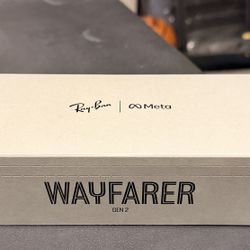 Ray-Ban | ∞ Meta
WAYFARER
GEN 2